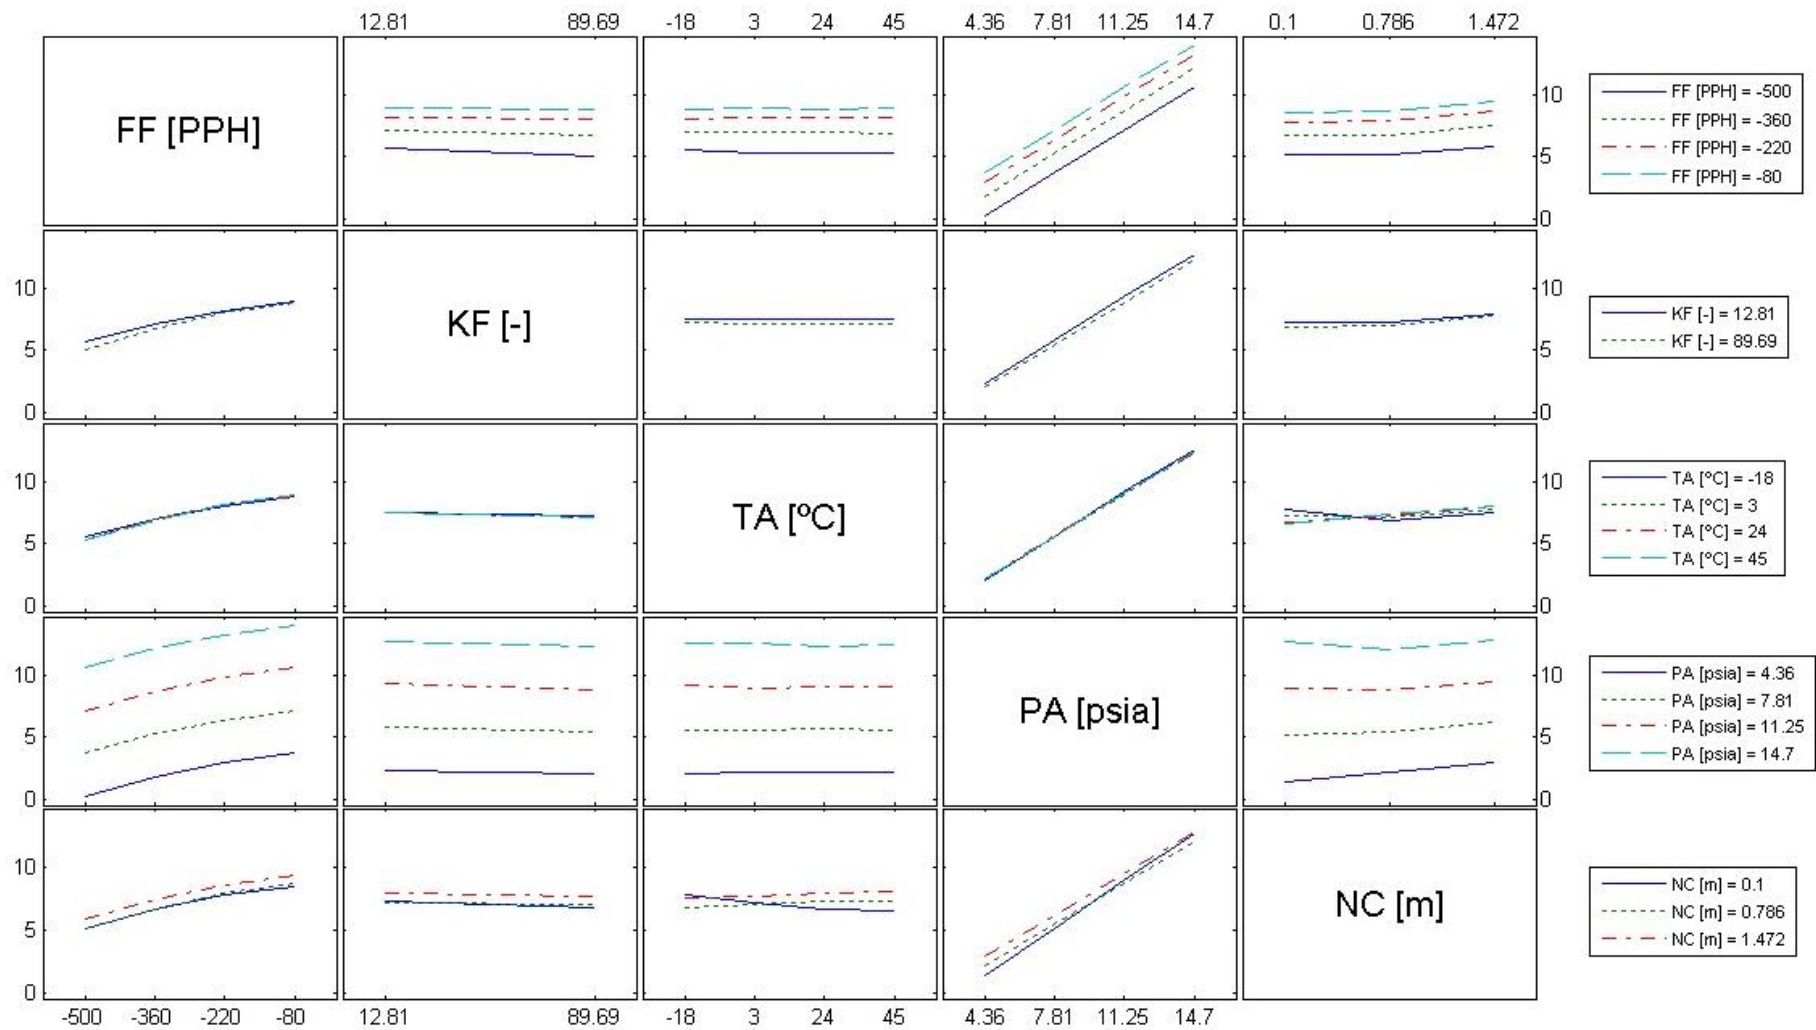 12.81 89.69 -18 3 24 45 4.36 7.81 11.25 14.7 0.1 0.786 1.472
FF [PPH]
10
5
0
FF [PPH] = -500
FF [PPH] = -360
FF [PPH] = -220
FF [PPH] = -80
10
5
0
KF [-]
10
5
0
KF [-] = 12.81
KF [-] = 89.69
10
5
0
TA [ºC]
10
5
0
TA [ºC] = -18
TA [ºC] = 3
TA [ºC] = 24
TA [ºC] = 45
10
5
0
PA [psia]
10
5
0
PA [psia] = 4.36
PA [psia] = 7.81
PA [psia] = 11.25
PA [psia] = 14.7
10
5
0
NC [m]
NC [m] = 0.1
NC [m] = 0.786
NC [m] = 1.472
-500 -360 -220 -80 12.81 89.69 -18 3 24 45 4.36 7.81 11.25 14.7